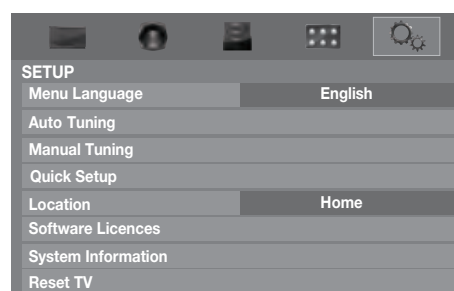 SETUP
Menu Language English
Auto Tuning
Manual Tuning
Quick Setup
Location Home
Software Licences
System Information
Reset TV